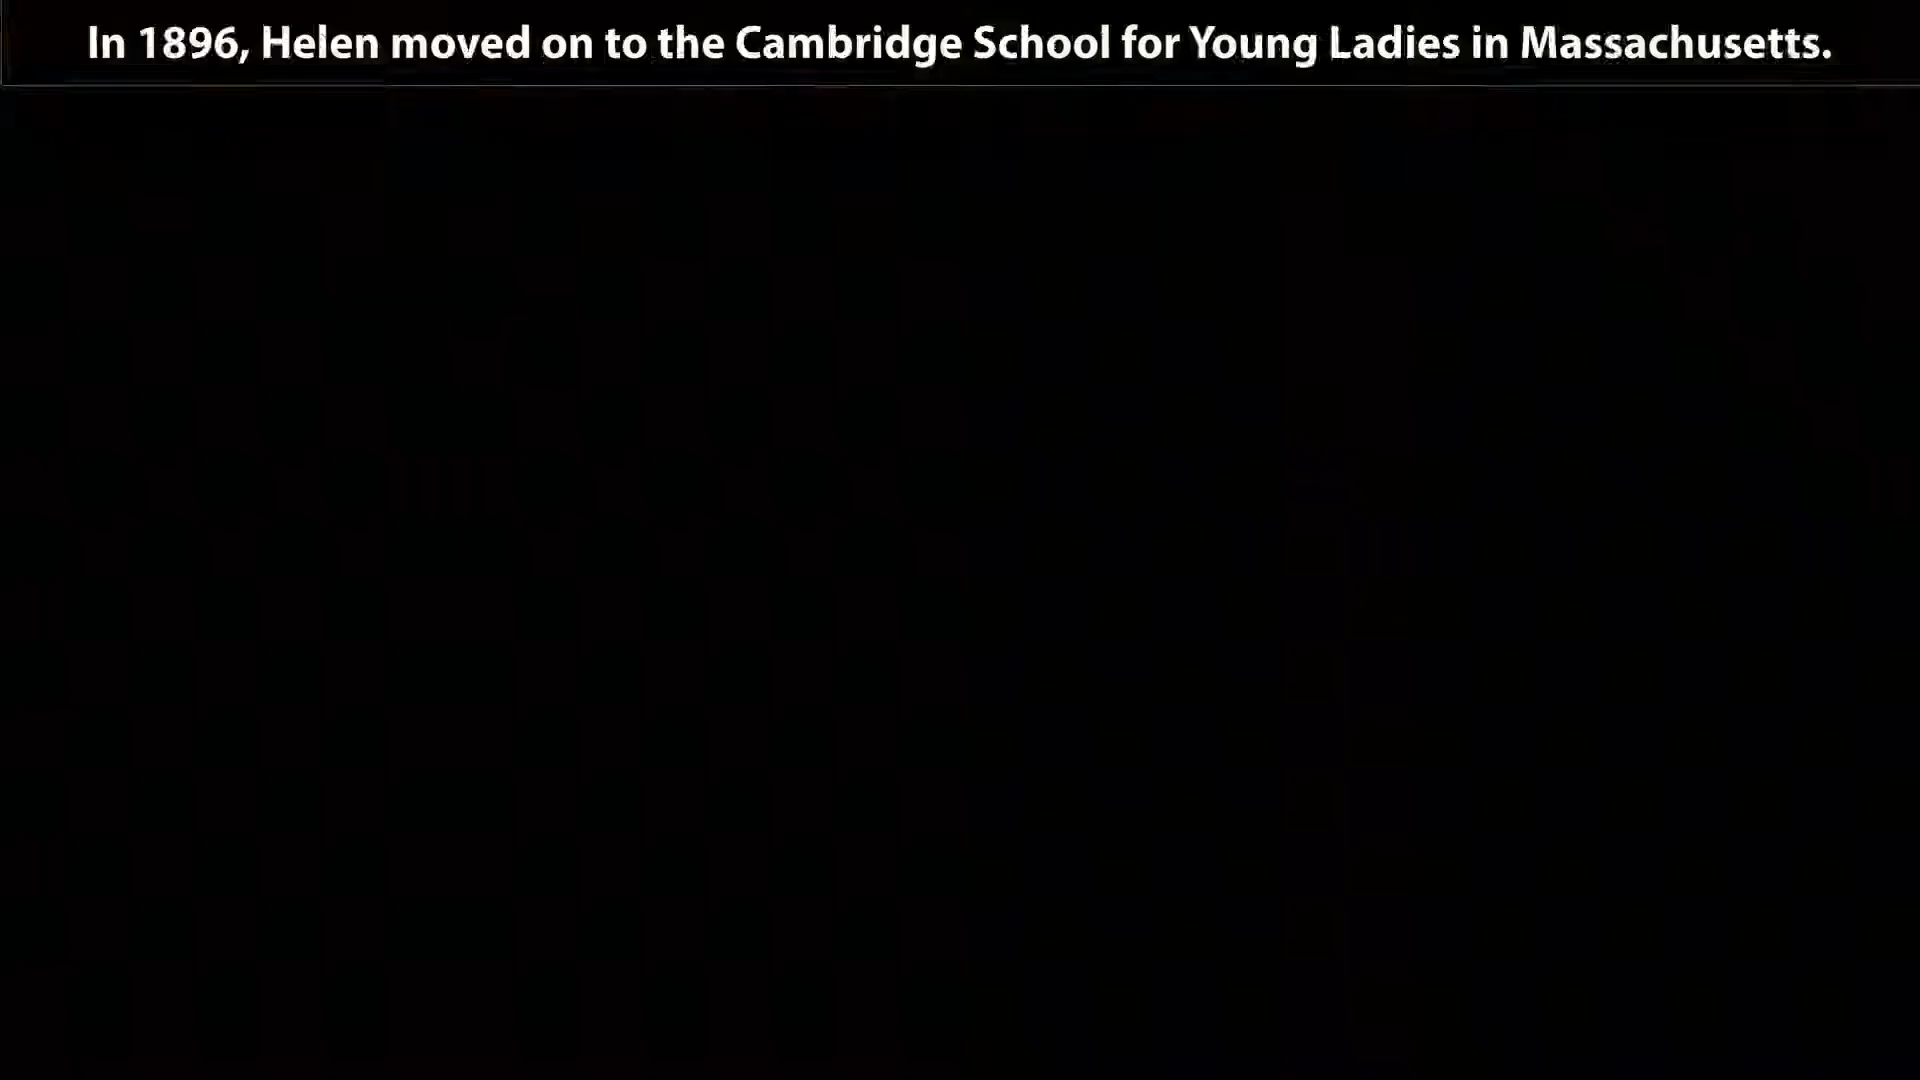 In 1896, Helen moved on to the Cambridge School for Young Ladies in Massachusetts.